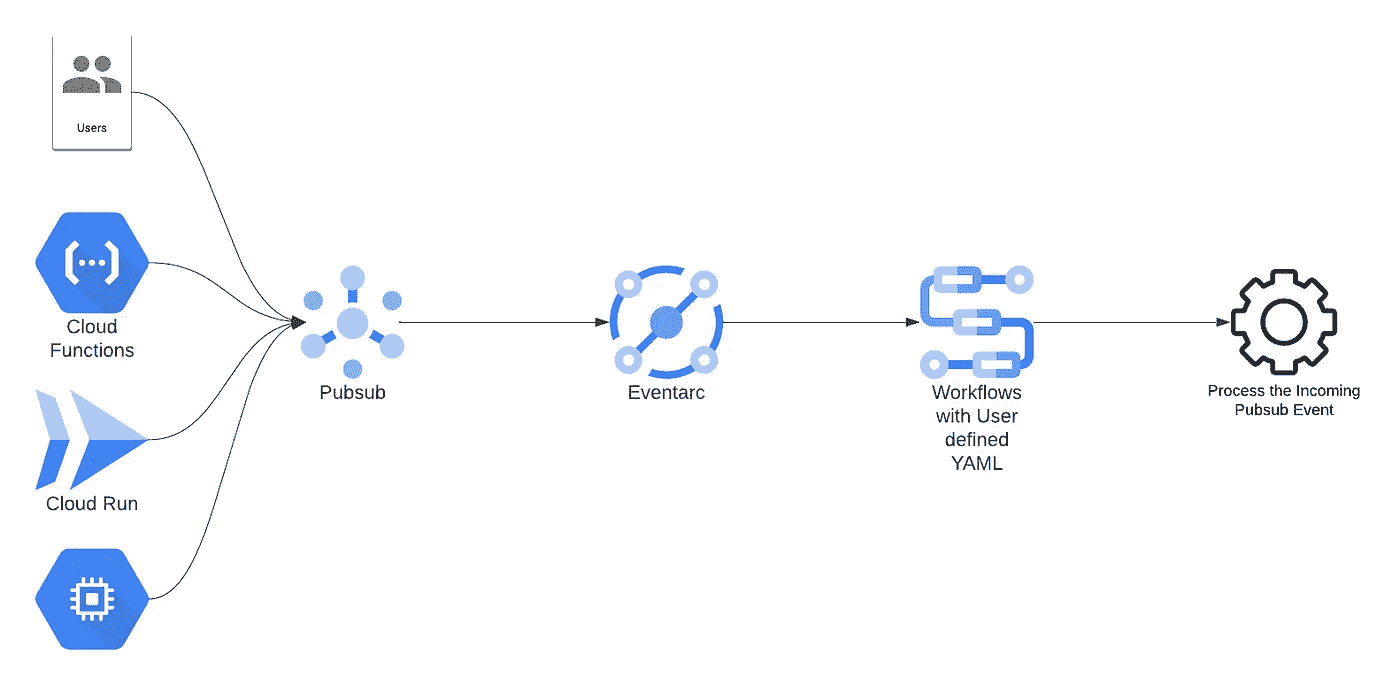 Users
Cloud
Functions
Cloud Run
Pubsub
Eventarc
Workflows
with User
defined
YAML
Process the Incoming
Pubsub Event